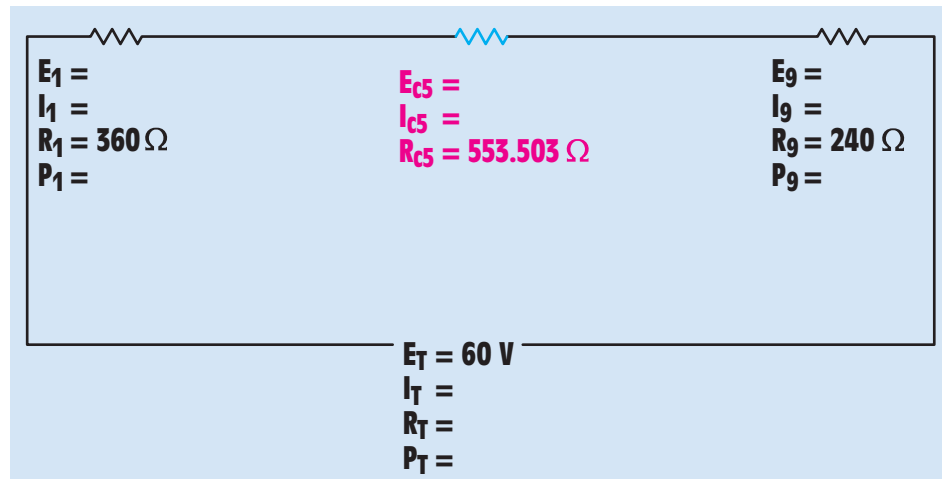 E1 =
I1 =
R1 = 360 Ω
P1 =
Ec5 =
Ic5 =
Rc5 = 553.503 Ω
E9 =
I9 =
R9 = 240 Ω
P9 =
ET = 60 V
IT =
RT =
PT =